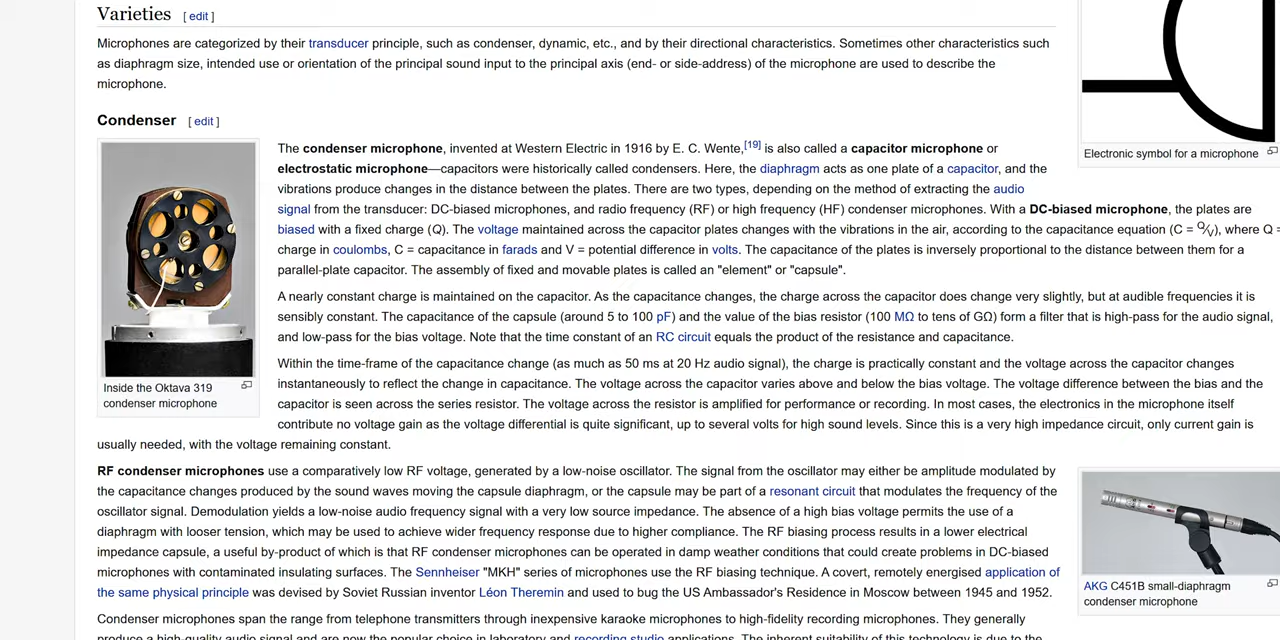 Varieties [ edit ]
Microphones are categorized by their transducer principle, such as condenser, dynamic, etc., and by their directional characteristics. Sometimes other characteristics such
as diaphragm size, intended use or orientation of the principal sound input to the principal axis (end- or side-address) of the microphone are used to describe the
microphone.
Electronic symbol for a microphone
Condenser [ edit ]
The condenser microphone, invented at Western Electric in 1916 by E. C. Wente,[19] is also called a capacitor microphone or
electrostatic microphone—capacitors were historically called condensers. Here, the diaphragm acts as one plate of a capacitor, and the
vibrations produce changes in the distance between the plates. There are two types, depending on the method of extracting the audio
signal from the transducer: DC-biased microphones, and radio frequency (RF) or high frequency (HF) condenser microphones. With a DC-biased microphone, the plates are
biased with a fixed charge (Q). The voltage maintained across the capacitor plates changes with the vibrations in the air, according to the capacitance equation (C = Q⁄V), where Q =
charge in coulombs, C = capacitance in farads and V = potential difference in volts. The capacitance of the plates is inversely proportional to the distance between them for a
parallel-plate capacitor. The assembly of fixed and movable plates is called an "element" or "capsule".
A nearly constant charge is maintained on the capacitor. As the capacitance changes, the charge across the capacitor does change very slightly, but at audible frequencies it is
sensibly constant. The capacitance of the capsule (around 5 to 100 pF) and the value of the bias resistor (100 MΩ to tens of GΩ) form a filter that is high-pass for the audio signal,
and low-pass for the bias voltage. Note that the time constant of an RC circuit equals the product of the resistance and capacitance.
Within the time-frame of the capacitance change (as much as 50 ms at 20 Hz audio signal), the charge is practically constant and the voltage across the capacitor changes
instantaneously to reflect the change in capacitance. The voltage across the capacitor varies above and below the bias voltage. The voltage difference between the bias and the
capacitor is seen across the series resistor. The voltage across the resistor is amplified for performance or recording. In most cases, the electronics in the microphone itself
contribute no voltage gain as the voltage differential is quite significant, up to several volts for high sound levels. Since this is a very high impedance circuit, only current gain is
usually needed, with the voltage remaining constant.
Inside the Oktava 319
condenser microphone
RF condenser microphones use a comparatively low RF voltage, generated by a low-noise oscillator. The signal from the oscillator may either be amplitude modulated by
the capacitance changes produced by the sound waves moving the capsule diaphragm, or the capsule may be part of a resonant circuit that modulates the frequency of the
oscillator signal. Demodulation yields a low-noise audio frequency signal with a very low source impedance. The absence of a high bias voltage permits the use of a
diaphragm with looser tension, which may be used to achieve wider frequency response due to higher compliance. The RF biasing process results in a lower electrical
impedance capsule, a useful by-product of which is that RF condenser microphones can be operated in damp weather conditions that could create problems in DC-biased
microphones with contaminated insulating surfaces. The Sennheiser "MKH" series of microphones use the RF biasing technique. A covert, remotely energised application of
the same physical principle was devised by Soviet Russian inventor Léon Theremin and used to bug the US Ambassador's Residence in Moscow between 1945 and 1952.
AKG C451B small-diaphragm
condenser microphone
Condenser microphones span the range from telephone transmitters through inexpensive karaoke microphones to high-fidelity recording microphones. They generally
produce a high-quality audio signal and are now the popular choice in laboratory and recording studio applications. The inherent suitability of this technology is due to the